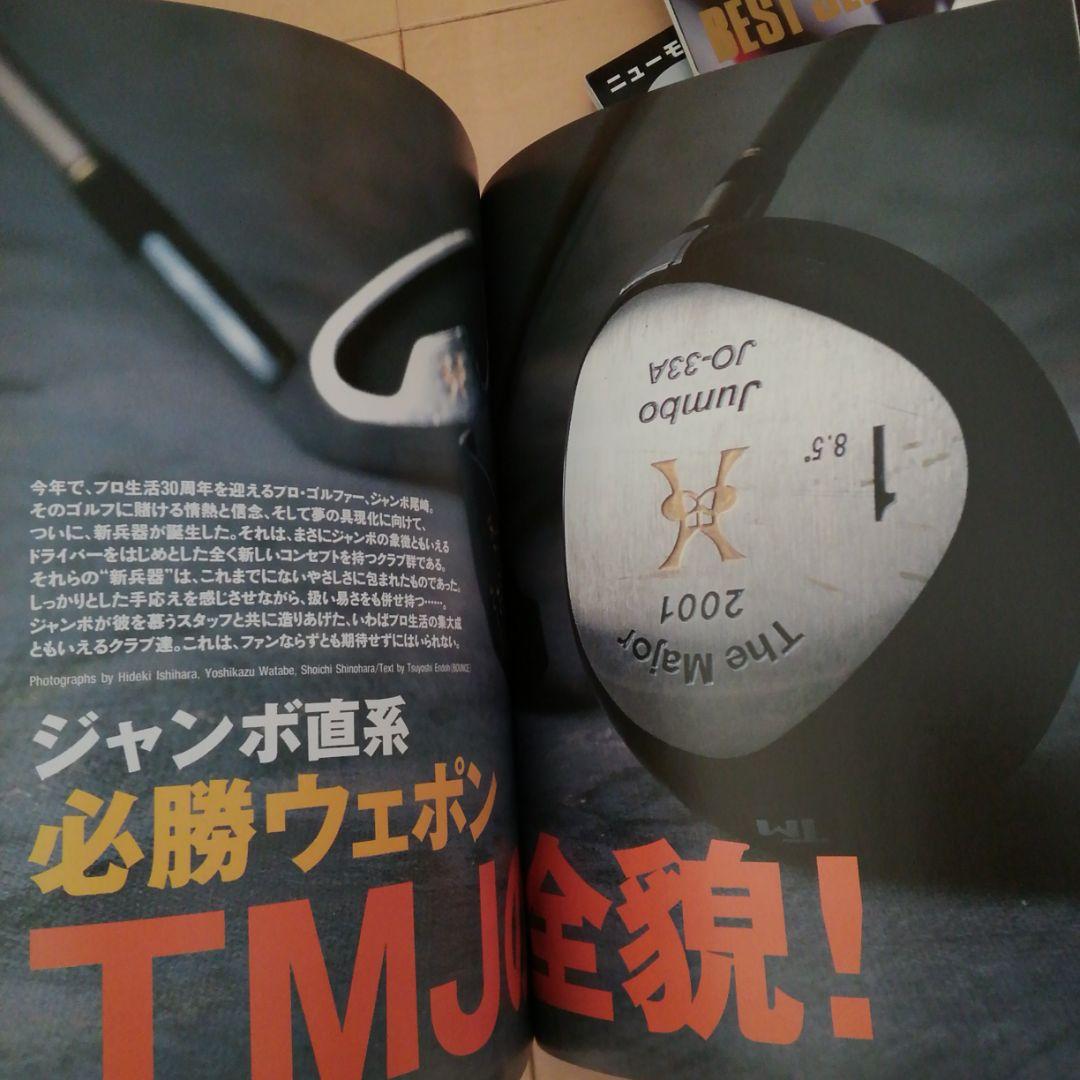 BEST
ニューモ
今年で、プロ生活30周年を迎えるプロ・ゴルファー、ジャンボ尾崎。
そのゴルフに賭ける情熱と信念、そして夢の具現化に向けて、
ついに、新兵器が誕生した。それは、まさにジャンボの象徴ともいえる
ドライバーをはじめとした全く新しいコンセプトを持つクラブ群である。
それらの“新兵器”は、これまでにないやさしさに包まれたものであった。
しっかりとした手応えを感じさせながら、扱い易さをも併せ持つ……。
ジャンボが彼を慕うスタッフと共に造りあげた、いわばプロ生活の集大成
ともいえるクラブ達。これは、ファンならずとも期待せずにはいられない。
Photographs by Hideki Ishihara, Yoshikazu Watabe, Shoichi Shinohara/Text by Tsuyoshi Endoh(BOUNCE)
ジャンボ直系
必勝ウェポン
TMJの全貌!
The Major
2001
Jumbo
JO-33A
1
8.5°
TM